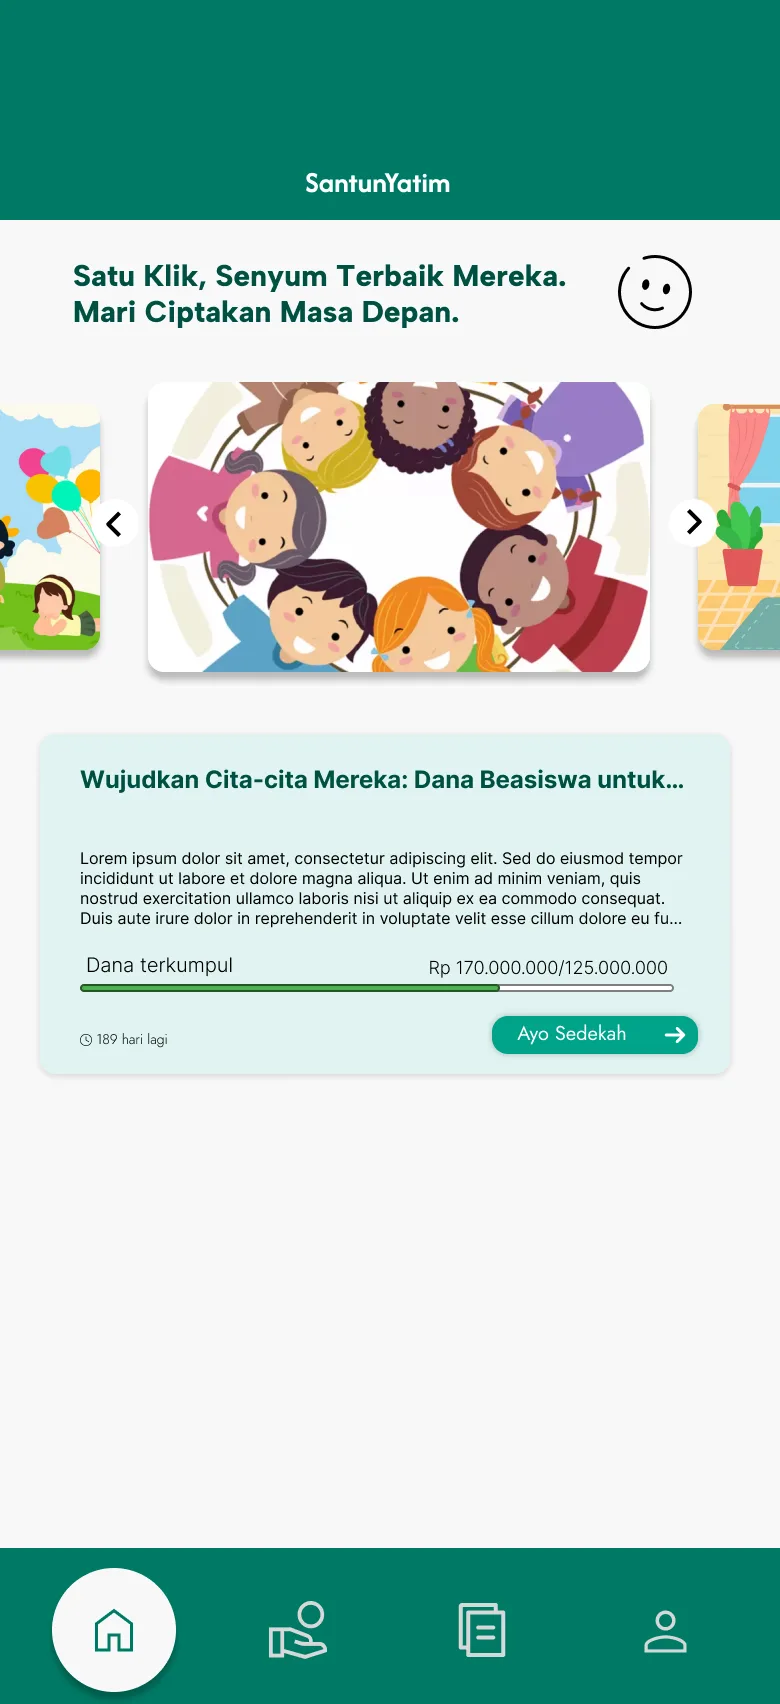 SantunYatim
Satu Klik, Senyum Terbaik Mereka.
Mari Ciptakan Masa Depan.
Wujudkan Cita-cita Mereka: Dana Beasiswa untuk...
Lorem ipsum dolor sit amet, consectetur adipiscing elit. Sed do eiusmod tempor
incididunt ut labore et dolore magna aliqua. Ut enim ad minim veniam, quis
nostrud exercitation ullamco laboris nisi ut aliquip ex ea commodo consequat.
Duis aute irure dolor in reprehenderit in voluptate velit esse cillum dolore eu fu...
Dana terkumpul
Rp 170.000.000/125.000.000
189 hari lagi
Ayo Sedekah